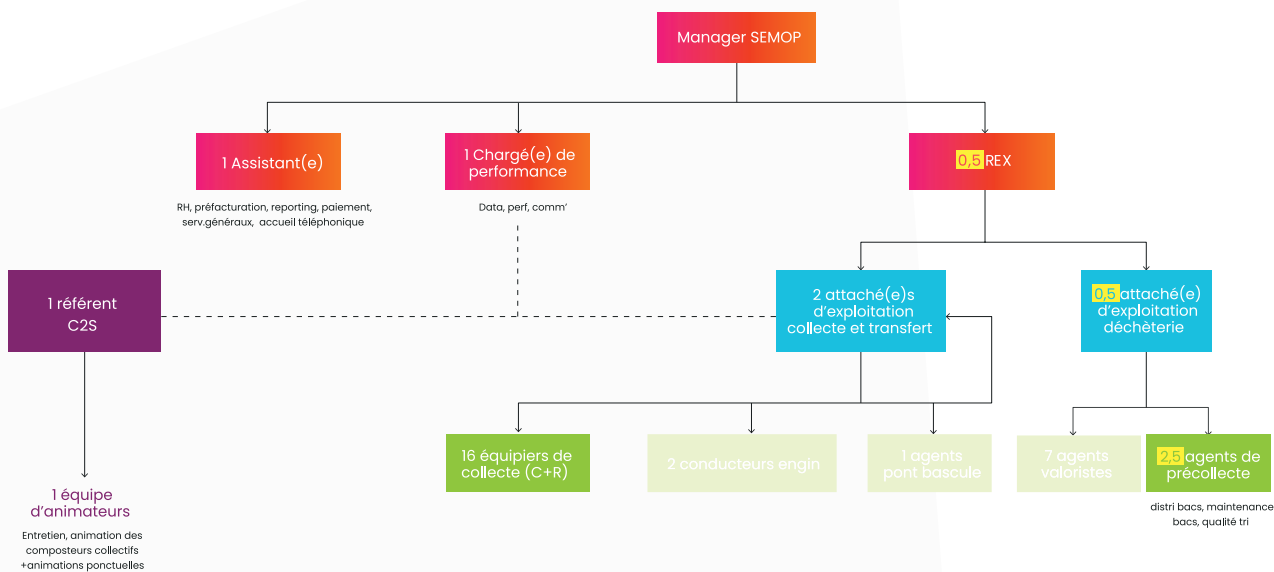 Manager SEMOP
1 Assistant(e)
RH, préfacturation, reporting, paiement,
serv.généraux, accueil téléphonique
1 Chargé(e) de
performance
Data, perf, comm'
0,5 REX
1 référent
C2S
2 attaché(e)s
d'exploitation
collecte et transfert
0,5 attaché(e)
d'exploitation
déchèterie
16 équipiers de
collecte (C+R)
2 conducteurs engin
1 agents
pont bascule
7 agents
valoristes
2,5 agents de
précollecte
distri bacs, maintenance
bacs, qualité tri
1 équipe
d'animateurs
Entretien, animation des
composteurs collectifs
+animations ponctuelles